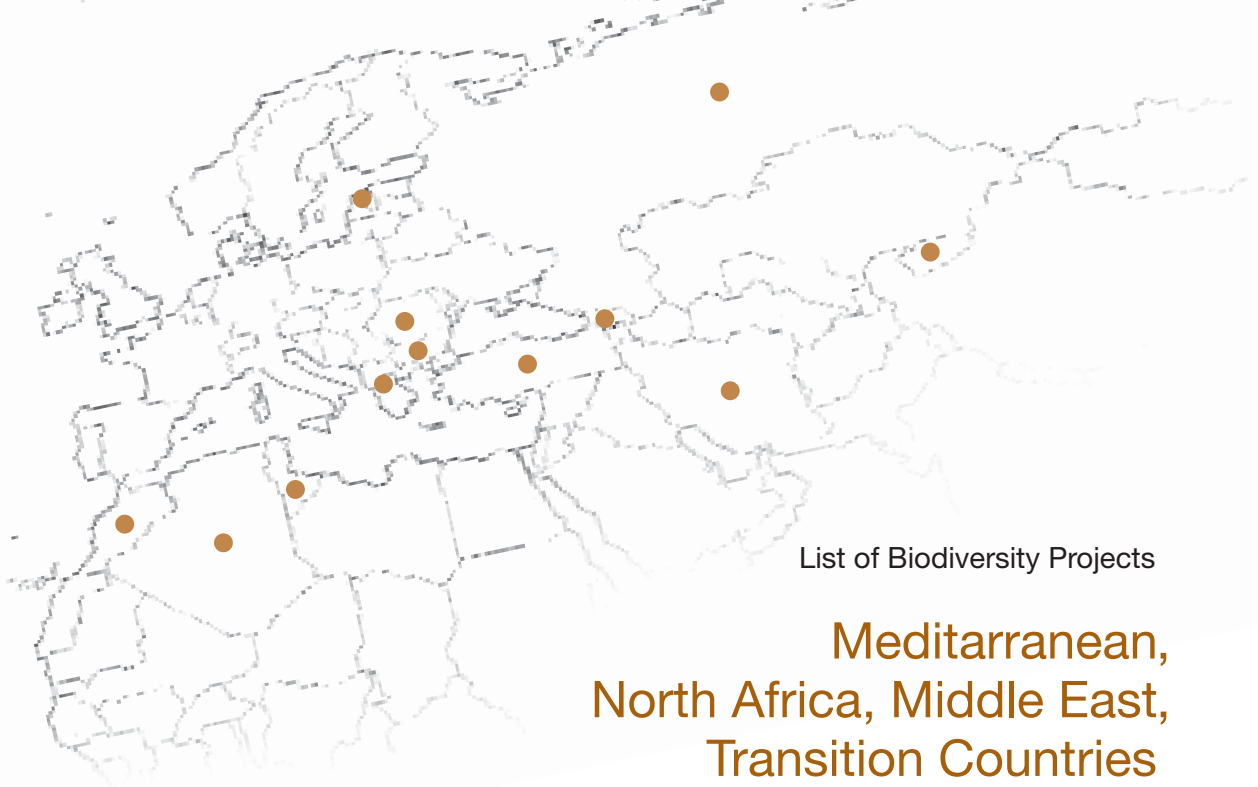 List of Biodiversity Projects
Meditarranean,
North Africa, Middle East,
Transition Countries